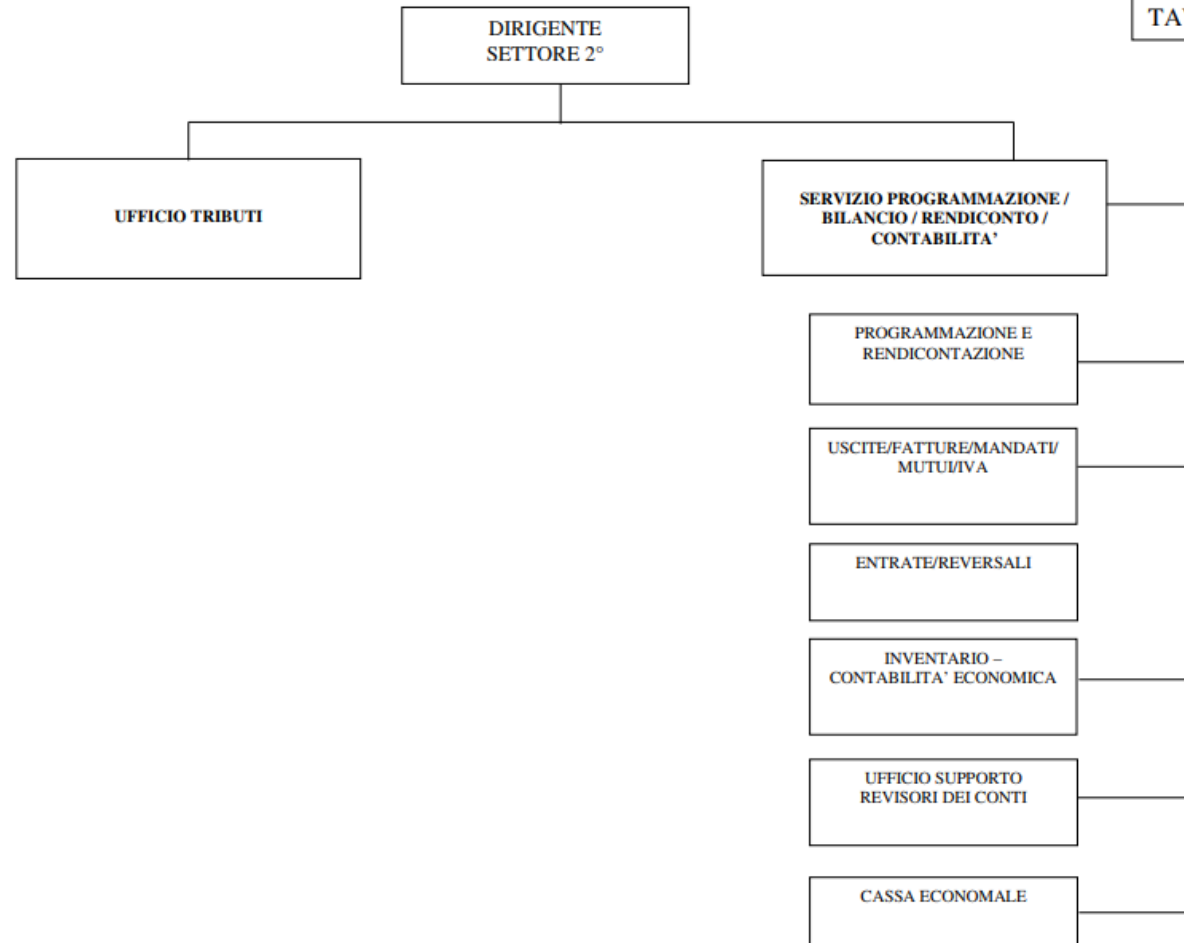 DIRIGENTE
SETTORE 2°
UFFICIO TRIBUTI
SERVIZIO PROGRAMMAZIONE /
BILANCIO / RENDICONTO /
CONTABILITA’
PROGRAMMAZIONE E
RENDICONTAZIONE
USCITE/FATTURE/MANDATI/
MUTUI/IVA
ENTRATE/REVERSALI
INVENTARIO –
CONTABILITA’ ECONOMICA
UFFICIO SUPPORTO
REVISORI DEI CONTI
CASSA ECONOMALE